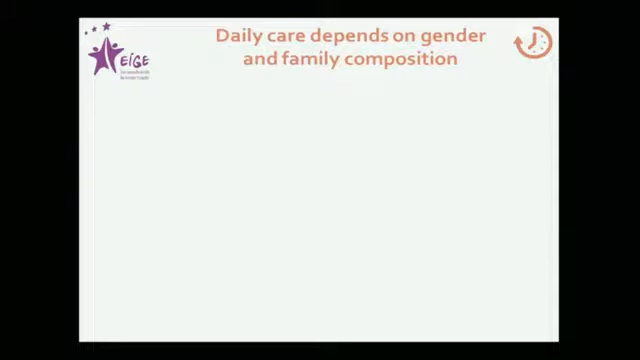 Daily care depends on gender
and family composition
EIGE